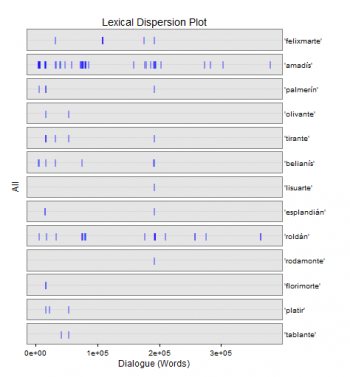 Lexical Dispersion Plot
'felixmarte'
'amadís'
'palmerín'
'olivante'
'tirante'
'belianís'
'lisuarte'
'esplandián'
'roldán'
'rodamonte'
'florimorte'
'platir'
'tablante'
All
0e+00 1e+05 2e+05 3e+05
Dialogue (Words)